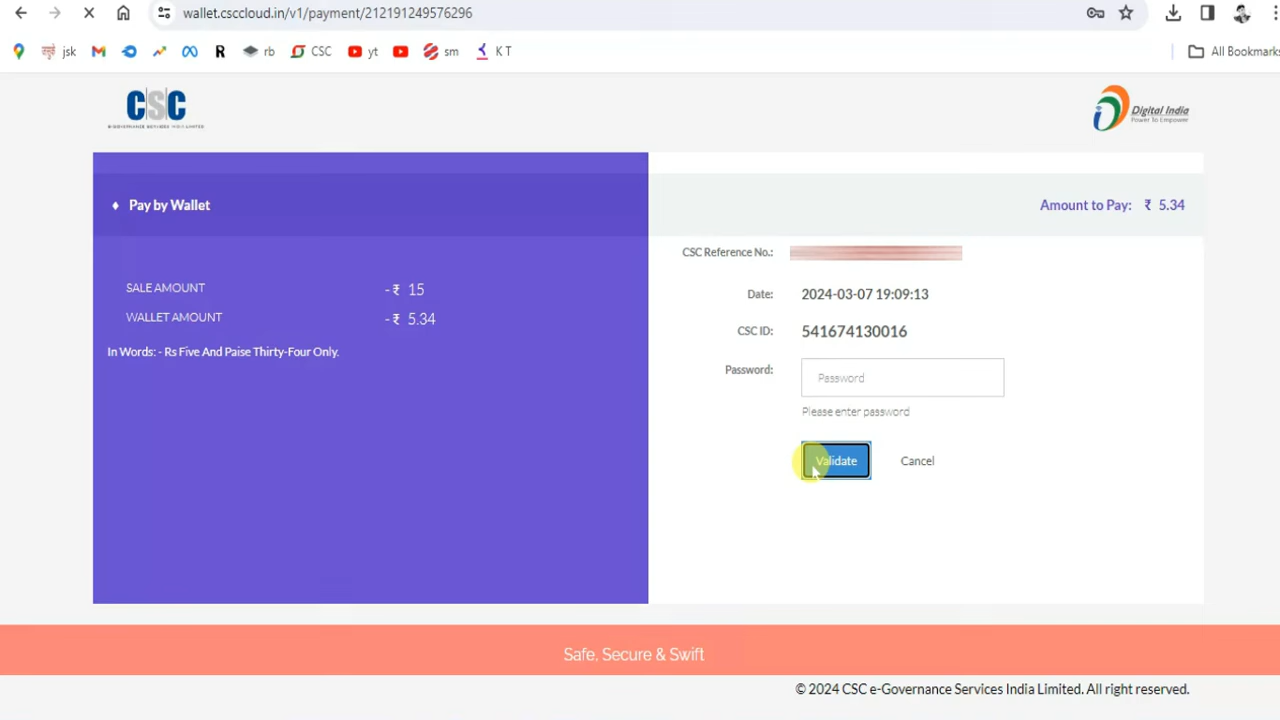 wallet.csccloud.in/v1/payment/212191249576296
jsk
R
rb
CSC
yt
sm
K T
All Bookmarks
CSC
Digital India
Power To Empower
Pay by Wallet
Amount to Pay: ₹ 5.34
SALE AMOUNT - ₹ 15
WALLET AMOUNT - ₹ 5.34
In Words: - Rs Five And Paise Thirty-Four Only.
CSC Reference No.:
Date: 2024-03-07 19:09:13
CSC ID: 541674130016
Password: Password
Please enter password
Validate Cancel
Safe, Secure & Swift
© 2024 CSC e-Governance Services India Limited. All right reserved.